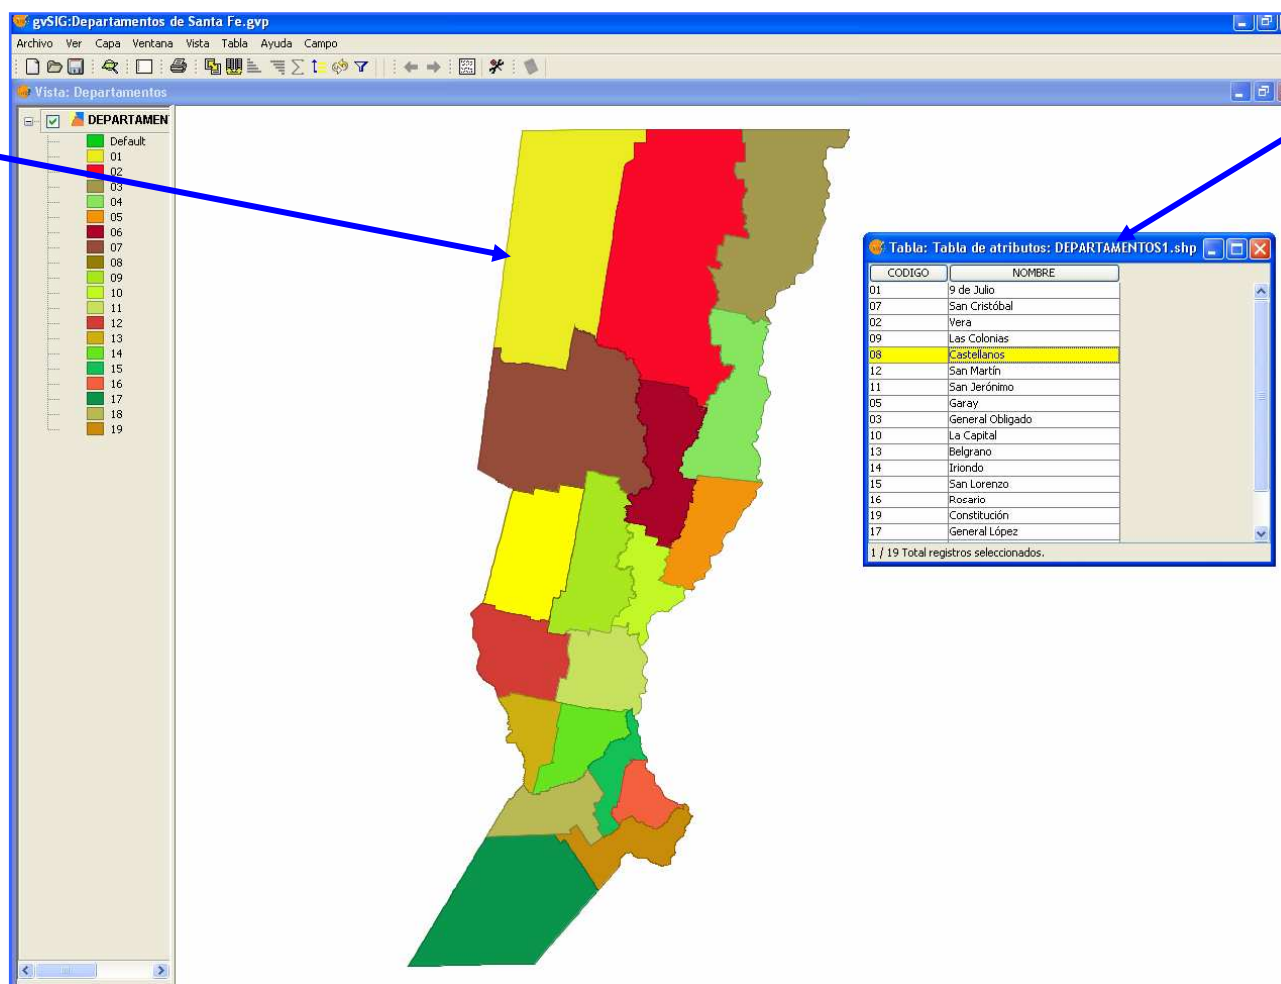 gvSIG:Departamentos de Santa Fe.gvp
Archivo Ver Capa Ventana Vista Tabla Ayuda Campo
Vista: Departamentos
DEPARTAMEN
Default
01
02
03
04
05
06
07
08
09
10
11
12
13
14
15
16
17
18
19
Tabla: Tabla de atributos: DEPARTAMENTOS1.shp
CODIGO NOMBRE
01 9 de Julio
07 San Cristóbal
02 Vera
09 Las Colonias
08 Castellanos
12 San Martín
11 San Jerónimo
05 Garay
03 General Obligado
10 La Capital
13 Belgrano
14 Iriondo
15 San Lorenzo
16 Rosario
19 Constitución
17 General López
1 / 19 Total registros seleccionados.